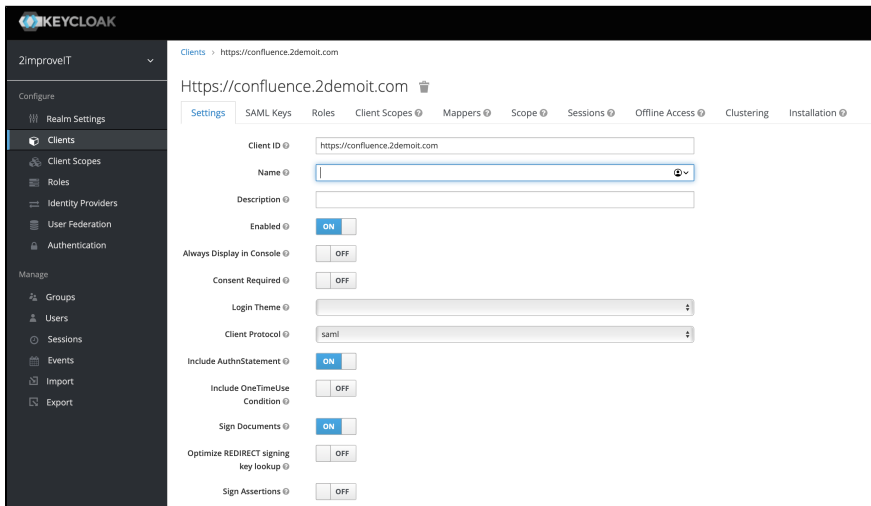 KEYCLOAK
2improveIT
Configure
Realm Settings
Clients
Client Scopes
Roles
Identity Providers
User Federation
Authentication
Manage
Groups
Users
Sessions
Events
Import
Export
Clients > https://confluence.2demoit.com
Https://confluence.2demoit.com
Settings SAML Keys Roles Client Scopes Mappers Scope Sessions Offline Access Clustering Installation
Client ID https://confluence.2demoit.com
Name
Description
Enabled ON
Always Display in Console OFF
Consent Required OFF
Login Theme
Client Protocol saml
Include AuthnStatement ON
Include OneTimeUse OFF
Condition
Sign Documents ON
Optimize REDIRECT signing OFF
key lookup
Sign Assertions OFF